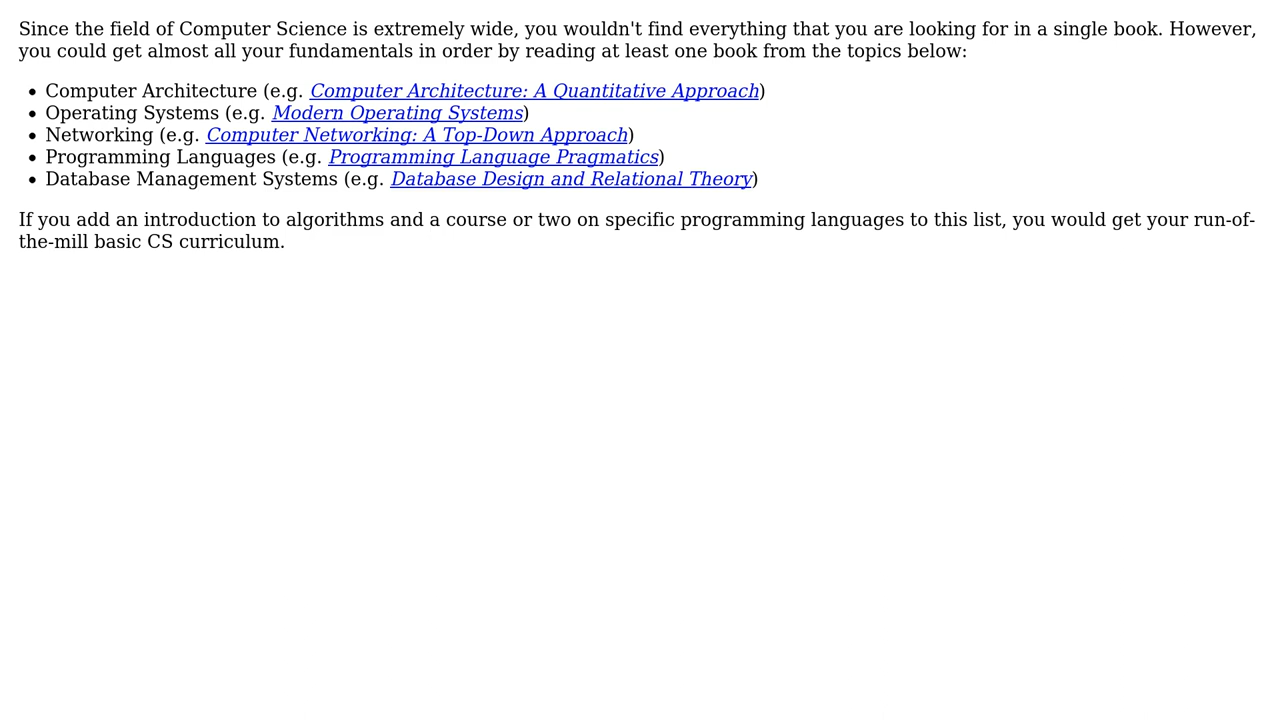 Since the field of Computer Science is extremely wide, you wouldn't find everything that you are looking for in a single book. However,
you could get almost all your fundamentals in order by reading at least one book from the topics below:
• Computer Architecture (e.g. Computer Architecture: A Quantitative Approach)
• Operating Systems (e.g. Modern Operating Systems)
• Networking (e.g. Computer Networking: A Top-Down Approach)
• Programming Languages (e.g. Programming Language Pragmatics)
• Database Management Systems (e.g. Database Design and Relational Theory)
If you add an introduction to algorithms and a course or two on specific programming languages to this list, you would get your run-of-
the-mill basic CS curriculum.